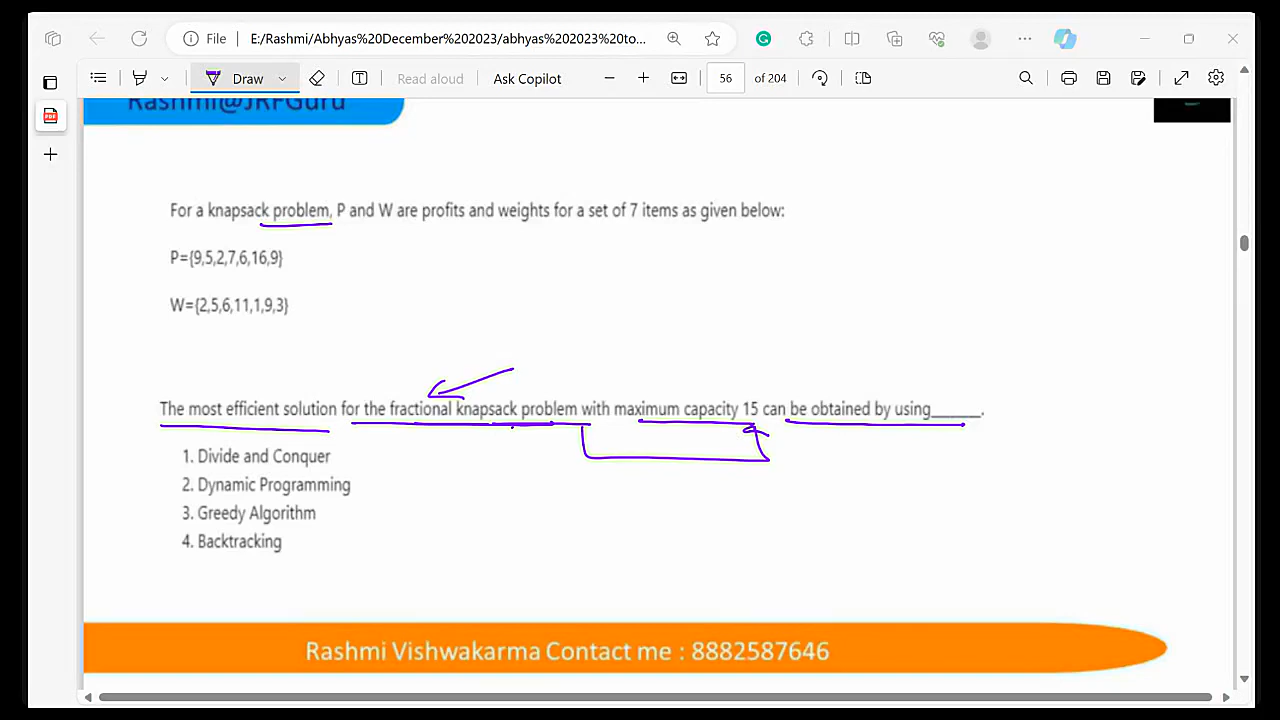 File E:/Rashmi/Abhyas%20December%202023/abhyas%202023%20to...
Draw Read aloud Ask Copilot 56 of 204
Rashmi@JRFGuru
For a knapsack problem, P and W are profits and weights for a set of 7 items as given below:
P={9,5,2,7,6,16,9}
W={2,5,6,11,1,9,3}
The most efficient solution for the fractional knapsack problem with maximum capacity 15 can be obtained by using______.
1. Divide and Conquer
2. Dynamic Programming
3. Greedy Algorithm
4. Backtracking
Rashmi Vishwakarma Contact me : 8882587646